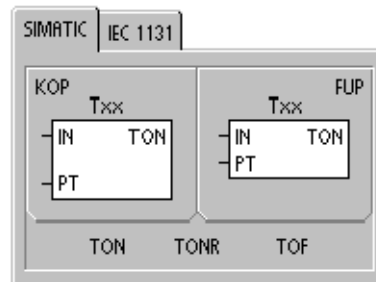 SIMATIC IEC 1131
KOP FUP
Txx Txx
IN TON IN TON
PT PT
TON TONR TOF